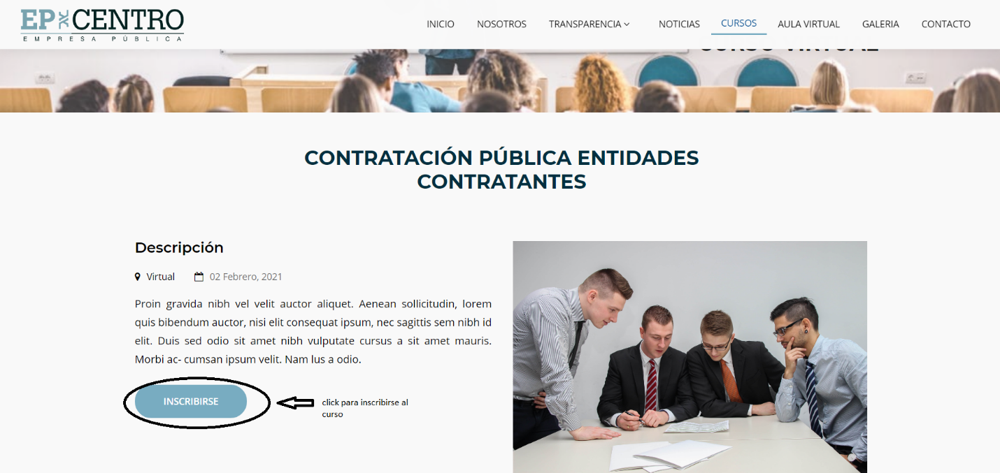 EP CENTRO
EMPRESA PÚBLICA
INICIO NOSOTROS TRANSPARENCIA NOTICIAS CURSOS AULA VIRTUAL GALERIA CONTACTO
CURSO VIRTUAL
CONTRATACIÓN PÚBLICA ENTIDADES
CONTRATANTES
Descripción
Virtual 02 Febrero, 2021
Proin gravida nibh vel velit auctor aliquet. Aenean sollicitudin, lorem
quis bibendum auctor, nisi elit consequat ipsum, nec sagittis sem nibh id
elit. Duis sed odio sit amet nibh vulputate cursus a sit amet mauris.
Morbi ac- cumsan ipsum velit. Nam lus a odio.
INSCRIBIRSE
click para inscribirse al
curso